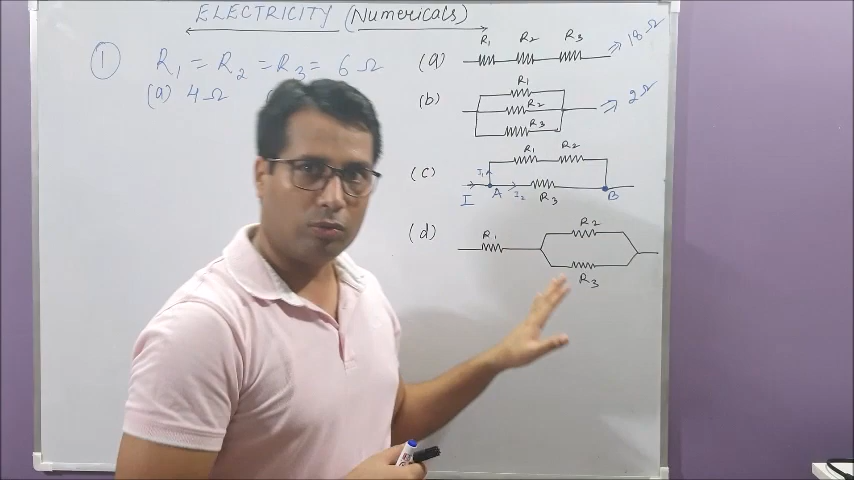 ELECTRICITY (Numericals)
1 R1 = R2 = R3 = 6 Ω
(a) 4 Ω (
(a) R1 R2 R3 ⇒ 18 Ω
(b) R1 R2 R3 ⇒ 2 Ω
(c) R1 R2
I I1 A I2 R3 B
(d) R1 R2
R3